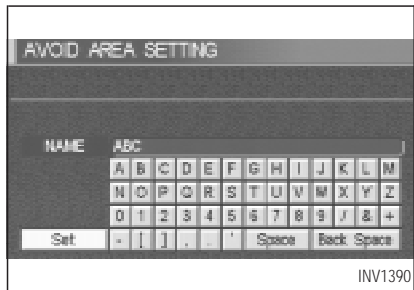 AVOID AREA SETTING
NAME ABC
A B C D E F G H I J K L M
N O P Q R S T U V W X Y Z
0 1 2 3 4 5 6 7 8 9 / & +
Set - [ ] , . ' Space Back Space
INV1390